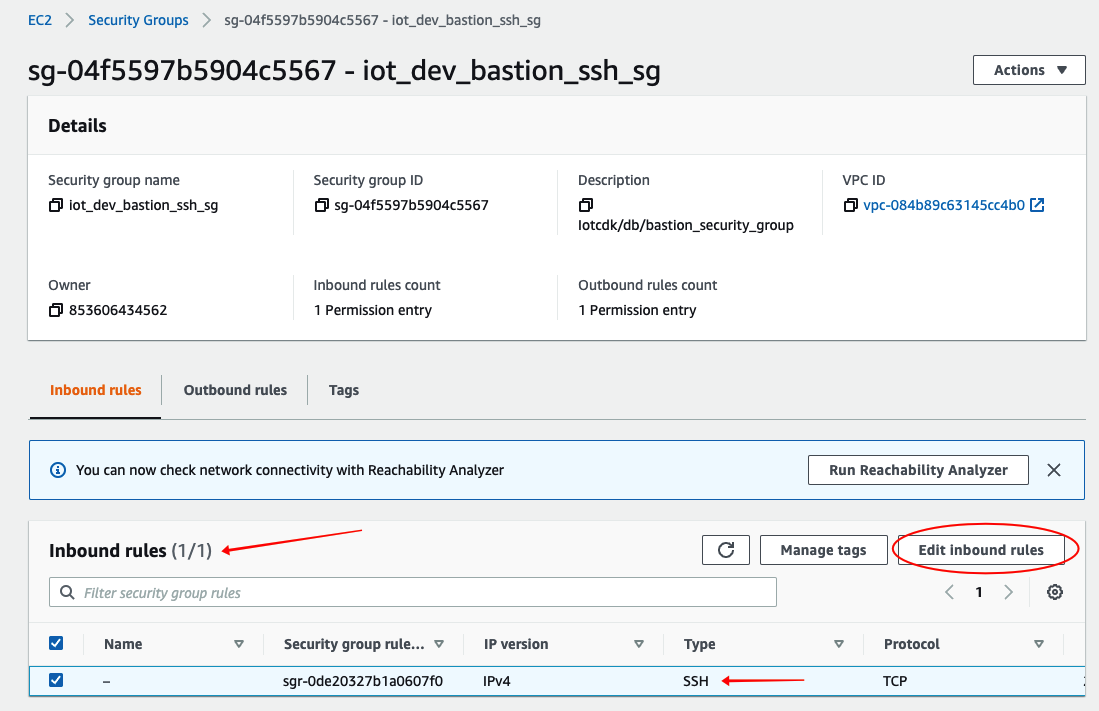 EC2 > Security Groups > sg-04f5597b5904c5567 - iot_dev_bastion_ssh_sg
sg-04f5597b5904c5567 - iot_dev_bastion_ssh_sg
Actions
Details
Security group name
iot_dev_bastion_ssh_sg
Security group ID
sg-04f5597b5904c5567
Description
Iotcdk/db/bastion_security_group
VPC ID
vpc-084b89c63145cc4b0
Owner
853606434562
Inbound rules count
1 Permission entry
Outbound rules count
1 Permission entry
Inbound rules
Outbound rules
Tags
You can now check network connectivity with Reachability Analyzer
Run Reachability Analyzer
Inbound rules (1/1)
Manage tags
Edit inbound rules
Filter security group rules
1
Name
Security group rule...
IP version
Type
Protocol
–
sgr-0de20327b1a0607f0
IPv4
SSH
TCP